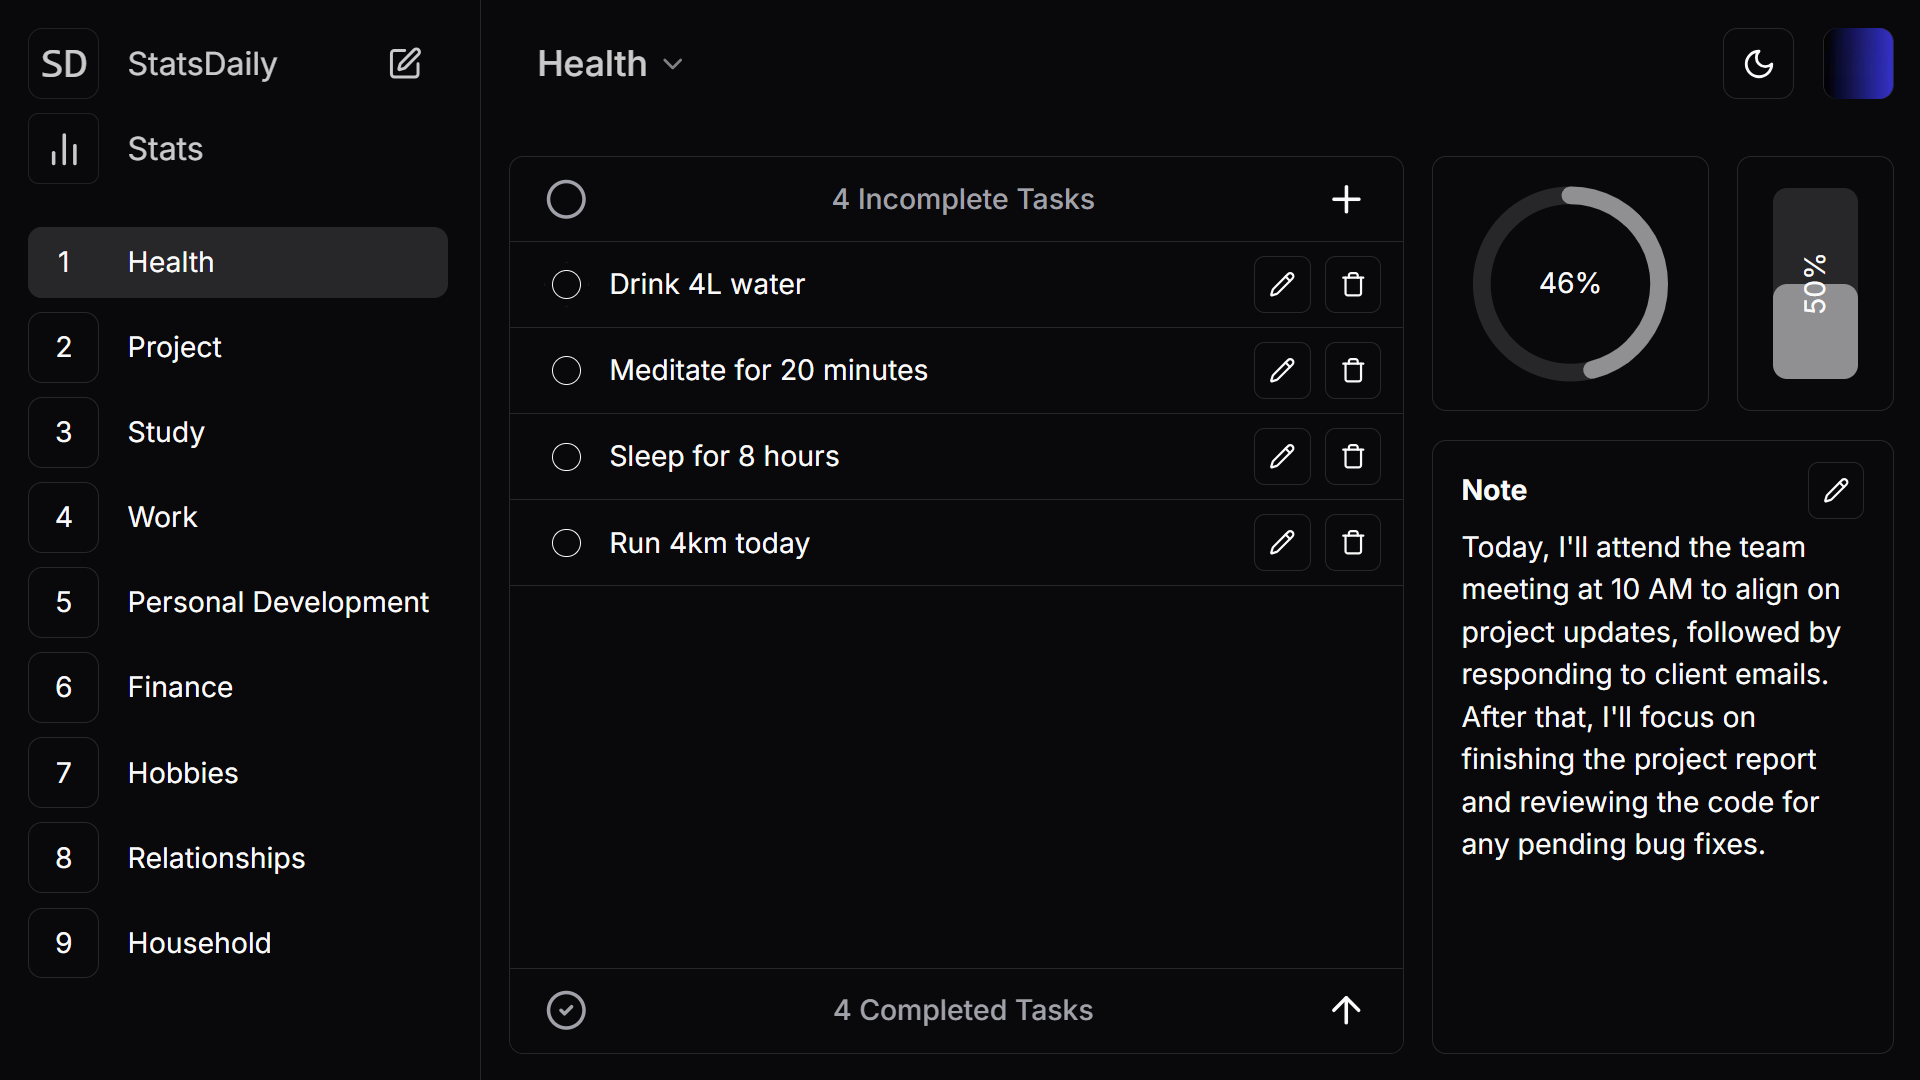 SD StatsDaily
Stats
1 Health
2 Project
3 Study
4 Work
5 Personal Development
6 Finance
7 Hobbies
8 Relationships
9 Household
Health
4 Incomplete Tasks
Drink 4L water
Meditate for 20 minutes
Sleep for 8 hours
Run 4km today
4 Completed Tasks
46%
50%
Note
Today, I'll attend the team
meeting at 10 AM to align on
project updates, followed by
responding to client emails.
After that, I'll focus on
finishing the project report
and reviewing the code for
any pending bug fixes.